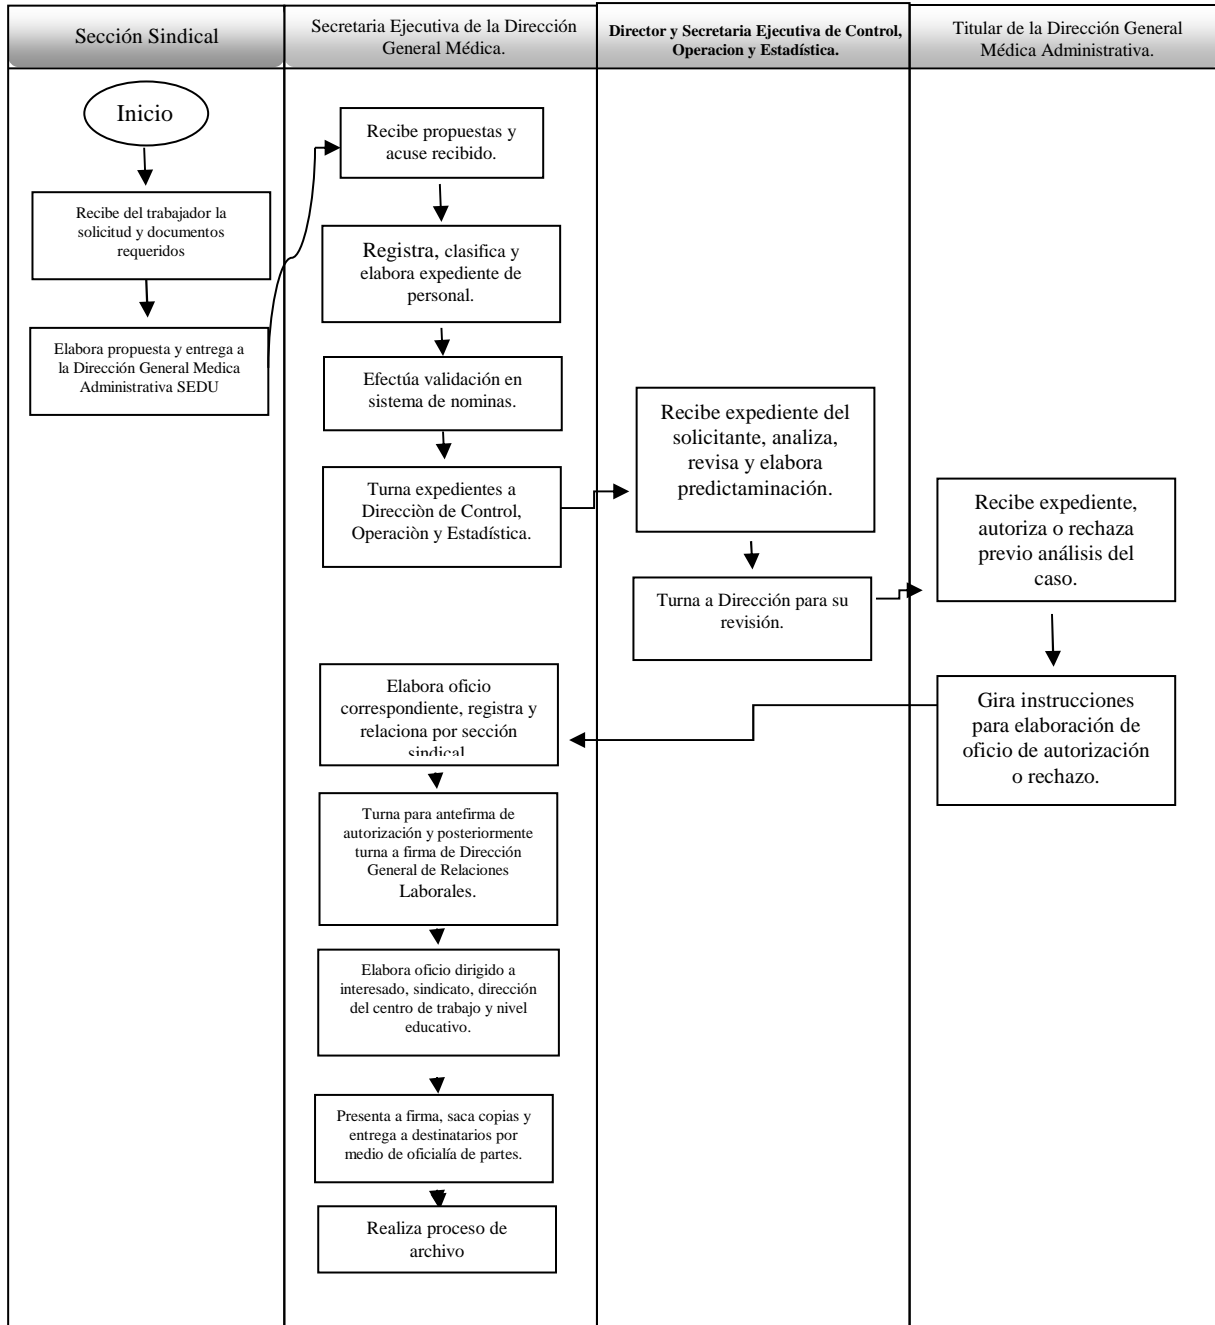 Sección Sindical
Secretaria Ejecutiva de la Dirección
General Médica.
Director y Secretaria Ejecutiva de Control,
Operacion y Estadística.
Titular de la Dirección General
Médica Administrativa.
Inicio
Recibe del trabajador la
solicitud y documentos
requeridos
Elabora propuesta y entrega a
la Dirección General Medica
Administrativa SEDU
Recibe propuestas y
acuse recibido.
Registra, clasifica y
elabora expediente de
personal.
Efectúa validación en
sistema de nominas.
Turna expedientes a
Direcciòn de Control,
Operaciòn y Estadística.
Recibe expediente del
solicitante, analiza,
revisa y elabora
predictaminación.
Turna a Dirección para su
revisión.
Recibe expediente,
autoriza o rechaza
previo análisis del
caso.
Gira instrucciones
para elaboración de
oficio de autorización
o rechazo.
Elabora oficio
correspondiente, registra y
relaciona por sección
sindical
Turna para antefirma de
autorización y posteriormente
turna a firma de Dirección
General de Relaciones
Laborales.
Elabora oficio dirigido a
interesado, sindicato, dirección
del centro de trabajo y nivel
educativo.
Presenta a firma, saca copias y
entrega a destinatarios por
medio de oficialía de partes.
Realiza proceso de
archivo